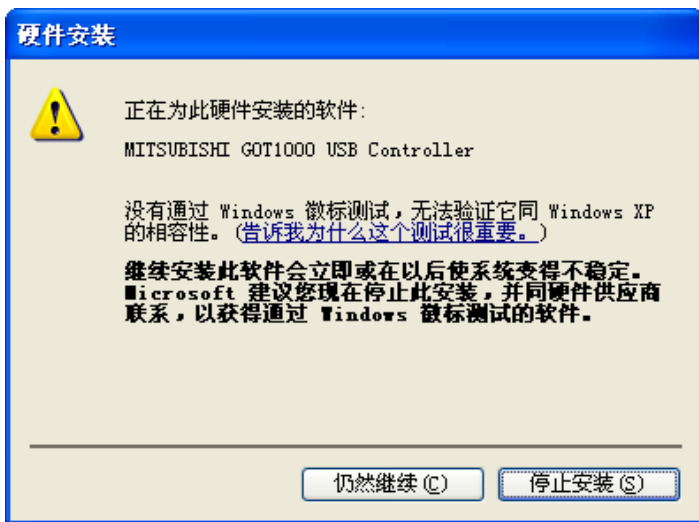 硬件安装
正在为此硬件安装的软件:
MITSUBISHI GOT1000 USB Controller
没有通过 Windows 徽标测试，无法验证它同 Windows XP
的相容性。(告诉我为什么这个测试很重要。)
继续安装此软件会立即或在以后使系统变得不稳定。
Microsoft 建议您现在停止此安装，并同硬件供应商
联系，以获得通过 Windows 徽标测试的软件。
仍然继续(C)
停止安装(S)